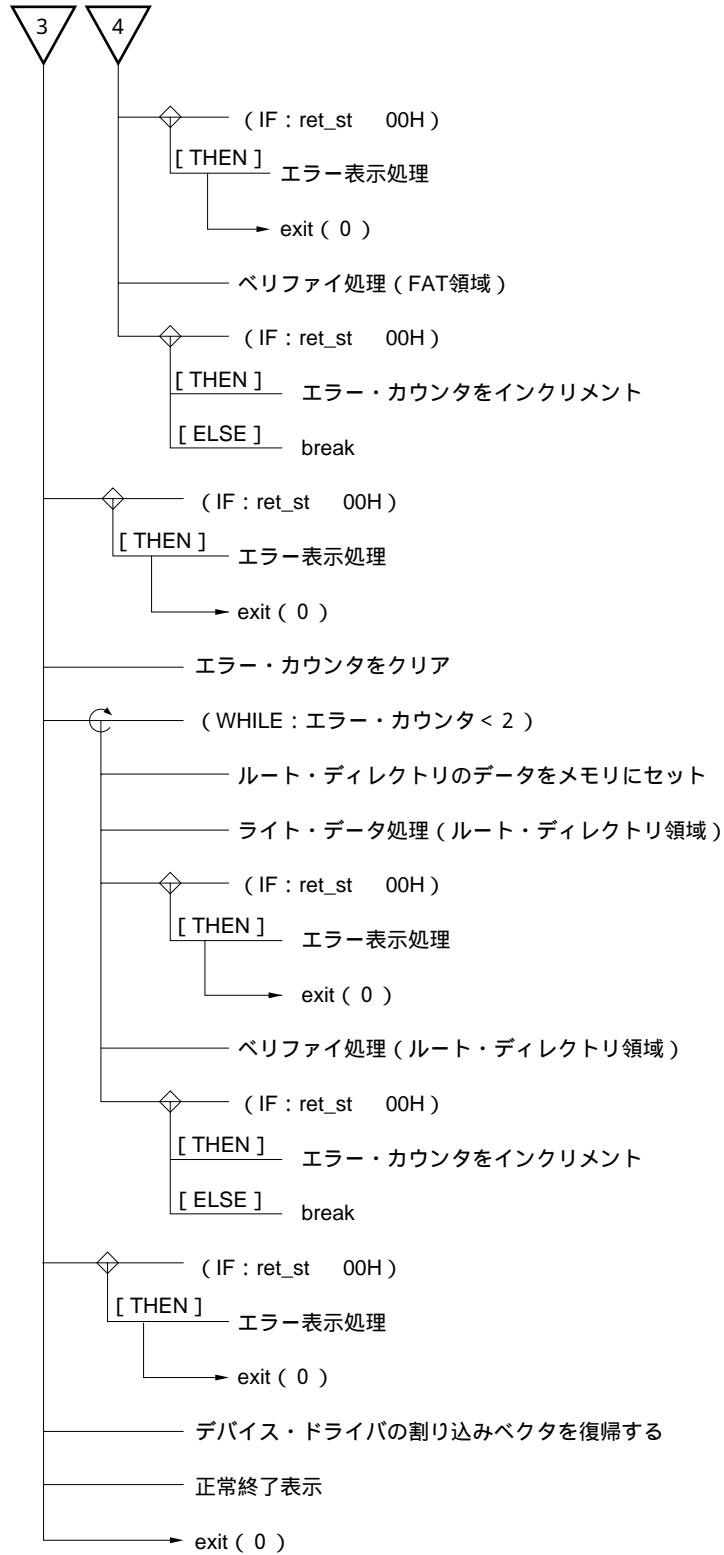 3 4
（IF：ret_st 00H）
[ THEN ] エラー表示処理
exit（0）
ベリファイ処理（FAT領域）
（IF：ret_st 00H）
[ THEN ] エラー・カウンタをインクリメント
[ ELSE ] break
（IF：ret_st 00H）
[ THEN ] エラー表示処理
exit（0）
エラー・カウンタをクリア
（WHILE：エラー・カウンタ＜2）
ルート・ディレクトリのデータをメモリにセット
ライト・データ処理（ルート・ディレクトリ領域）
（IF：ret_st 00H）
[ THEN ] エラー表示処理
exit（0）
ベリファイ処理（ルート・ディレクトリ領域）
（IF：ret_st 00H）
[ THEN ] エラー・カウンタをインクリメント
[ ELSE ] break
（IF：ret_st 00H）
[ THEN ] エラー表示処理
exit（0）
デバイス・ドライバの割り込みベクタを復帰する
正常終了表示
exit（0）